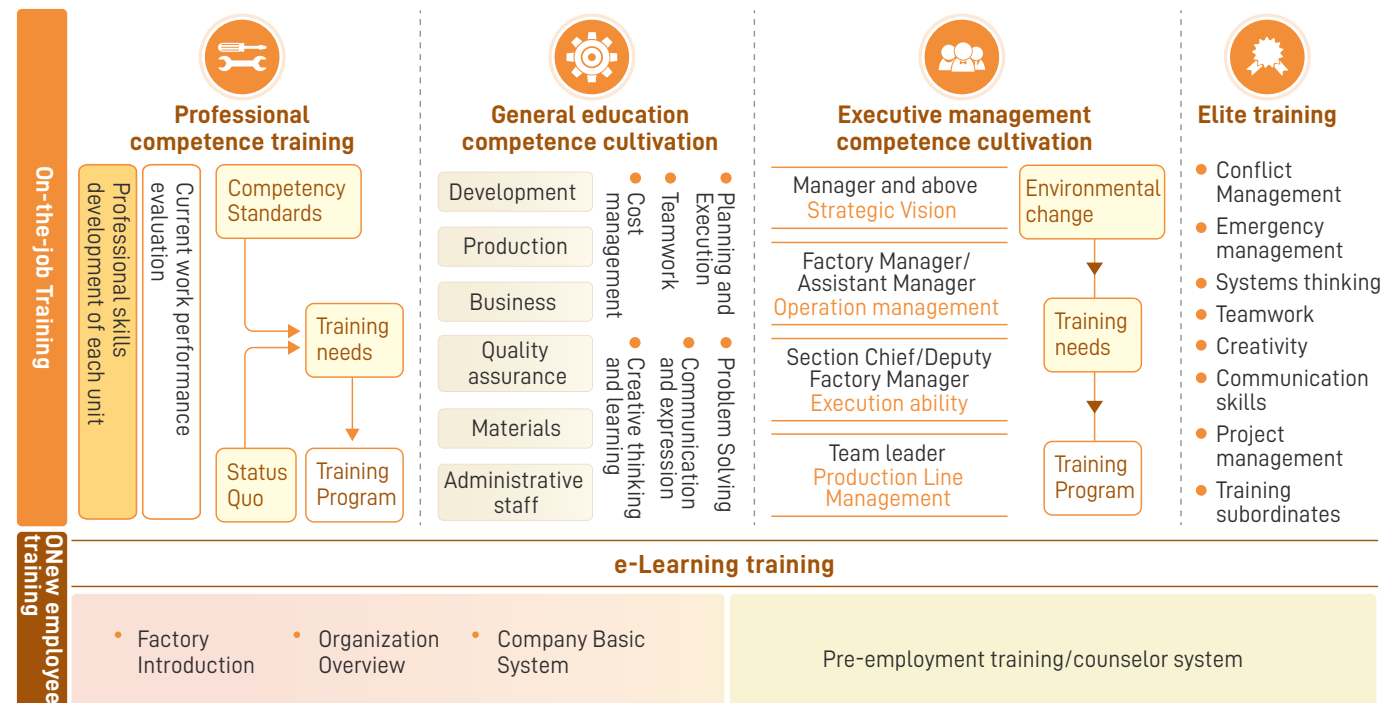 On-the-job Training
Professional
competence training
Professional skills
development of each unit
Current work performance
evaluation
Competency
Standards
Training
needs
Status
Quo
Training
Program
General education
competence cultivation
Development
Production
Business
Quality
assurance
Materials
Administrative
staff
Planning and
Execution
Teamwork
Cost
management
Problem Solving
Communication
and expression
Creative thinking
and learning
Executive management
competence cultivation
Manager and above
Strategic Vision
Factory Manager/
Assistant Manager
Operation management
Section Chief/Deputy
Factory Manager
Execution ability
Team leader
Production Line
Management
Environmental
change
Training
needs
Training
Program
Elite training
Conflict
Management
Emergency
management
Systems thinking
Teamwork
Creativity
Communication
skills
Project
management
Training
subordinates
ONew employee
training
e-Learning training
Factory
Introduction
Organization
Overview
Company Basic
System
Pre-employment training/counselor system